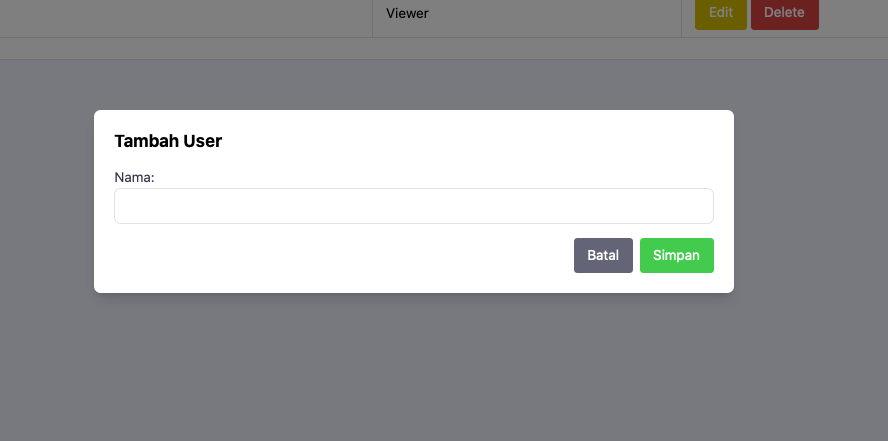 Viewer
Edit
Delete
Tambah User
Nama:
Batal
Simpan